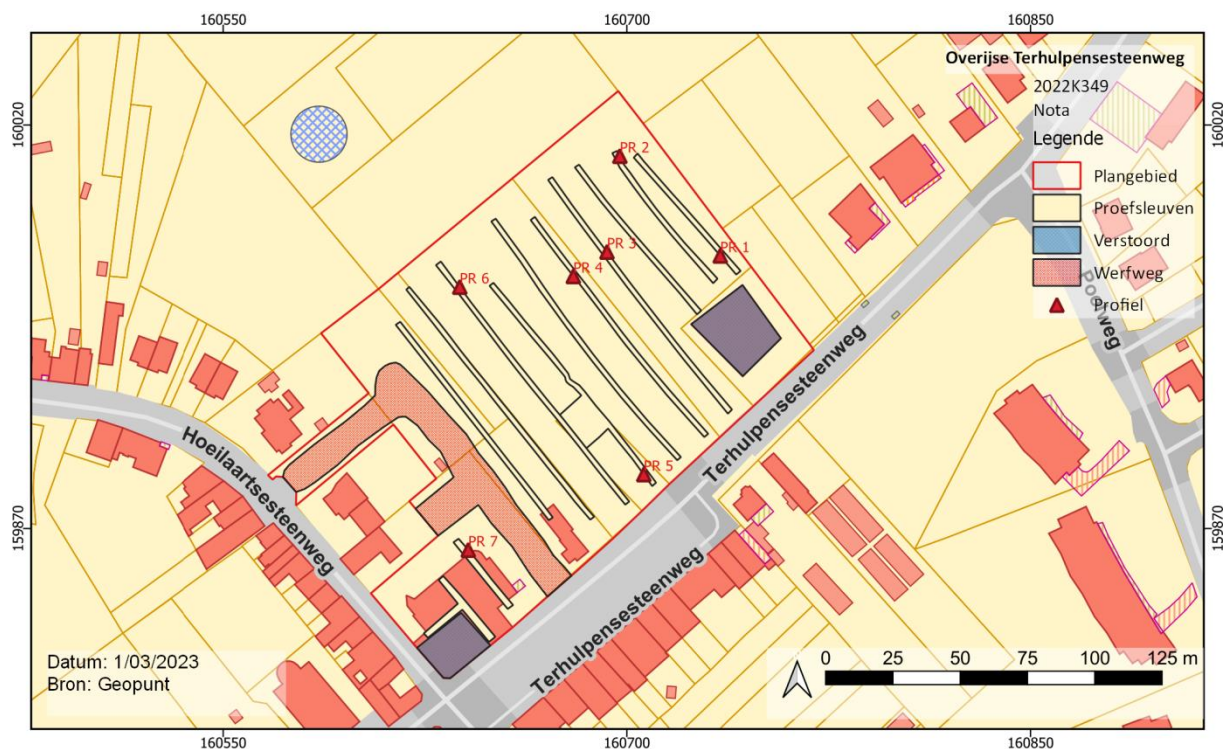 160550 160700 160850
160020
160020
Overijse Terhulpensesteenweg
2022K349
Nota
Legende
Plangebied
Proefsleuven
Verstoord
Werfweg
Profiel
PR 2
PR 1
PR 3
PR 4
PR 6
PR 5
PR 7
Terhulpensesteenweg
Hoeilaartsesteenweg
Terhulpensesteenweg
159870
159870
Datum: 1/03/2023
Bron: Geopunt
0 25 50 75 100 125 m
160550 160700 160850